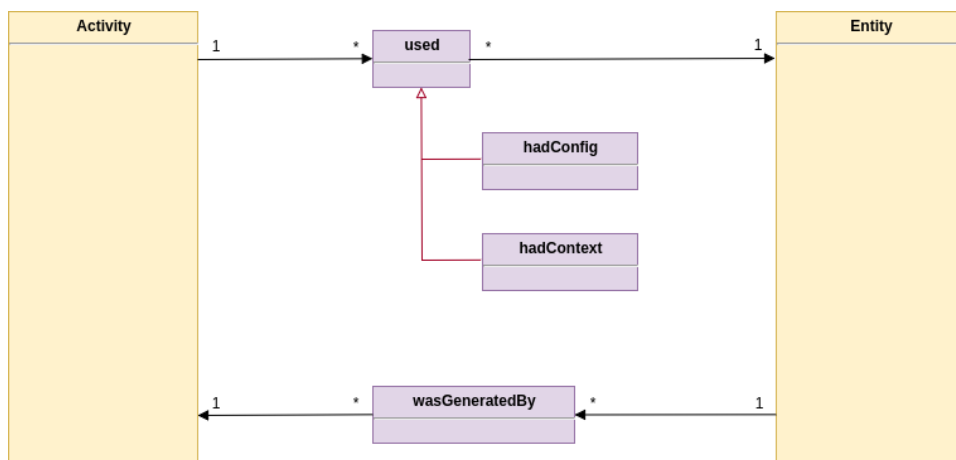 Activity
Entity
1
*
used
*
1
hadConfig
hadContext
1
*
wasGeneratedBy
*
1